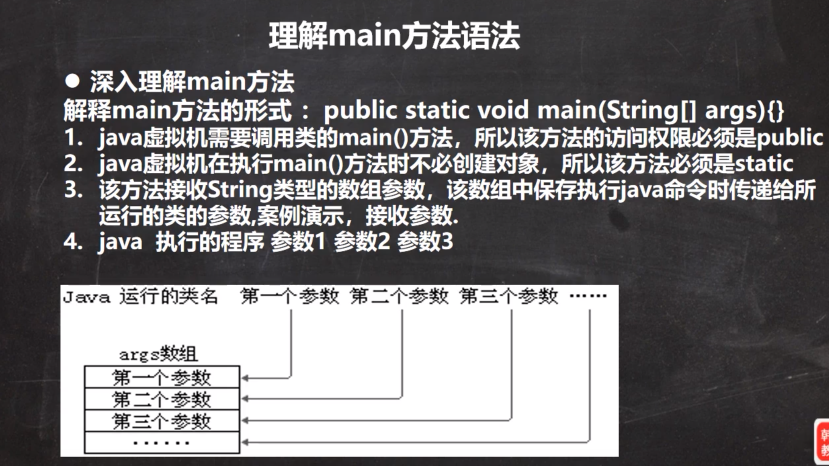 理解main方法语法
● 深入理解main方法
解释main方法的形式 : public static void main(String[] args){}
1. java虚拟机需要调用类的main()方法，所以该方法的访问权限必须是public
2. java虚拟机在执行main()方法时不必创建对象，所以该方法必须是static
3. 该方法接收String类型的数组参数，该数组中保存执行java命令时传递给所
运行的类的参数,案例演示，接收参数.
4. java 执行的程序 参数1 参数2 参数3
Java 运行的类名 第一个参数 第二个参数 第三个参数 ……
args数组
第一个参数
第二个参数
第三个参数
……